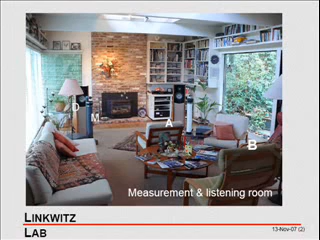 D
M
A
B
Measurement & listening room
LINKWITZ
LAB
13-Nov-07 (2)